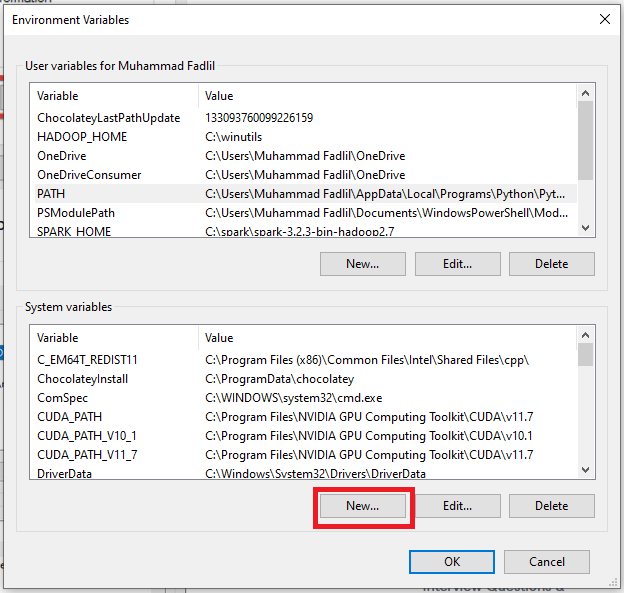 Environment Variables
User variables for Muhammad Fadlil
Variable Value
ChocolateyLastPathUpdate 133093760099226159
HADOOP_HOME C:\winutils
OneDrive C:\Users\Muhammad Fadlil\OneDrive
OneDriveConsumer C:\Users\Muhammad Fadlil\OneDrive
PATH C:\Users\Muhammad Fadlil\AppData\Local\Programs\Python\Pyt...
PSModulePath C:\Users\Muhammad Fadlil\Documents\WindowsPowerShell\Mod...
SPARK_HOME C:\spark\spark-3.2.3-bin-hadoop2.7
New... Edit... Delete
System variables
Variable Value
C_EM64T_REDIST11 C:\Program Files (x86)\Common Files\Intel\Shared Files\cpp\
ChocolateyInstall C:\ProgramData\chocolatey
ComSpec C:\WINDOWS\system32\cmd.exe
CUDA_PATH C:\Program Files\NVIDIA GPU Computing Toolkit\CUDA\v11.7
CUDA_PATH_V10_1 C:\Program Files\NVIDIA GPU Computing Toolkit\CUDA\v10.1
CUDA_PATH_V11_7 C:\Program Files\NVIDIA GPU Computing Toolkit\CUDA\v11.7
DriverData C:\Windows\System32\Drivers\DriverData
New... Edit... Delete
OK Cancel